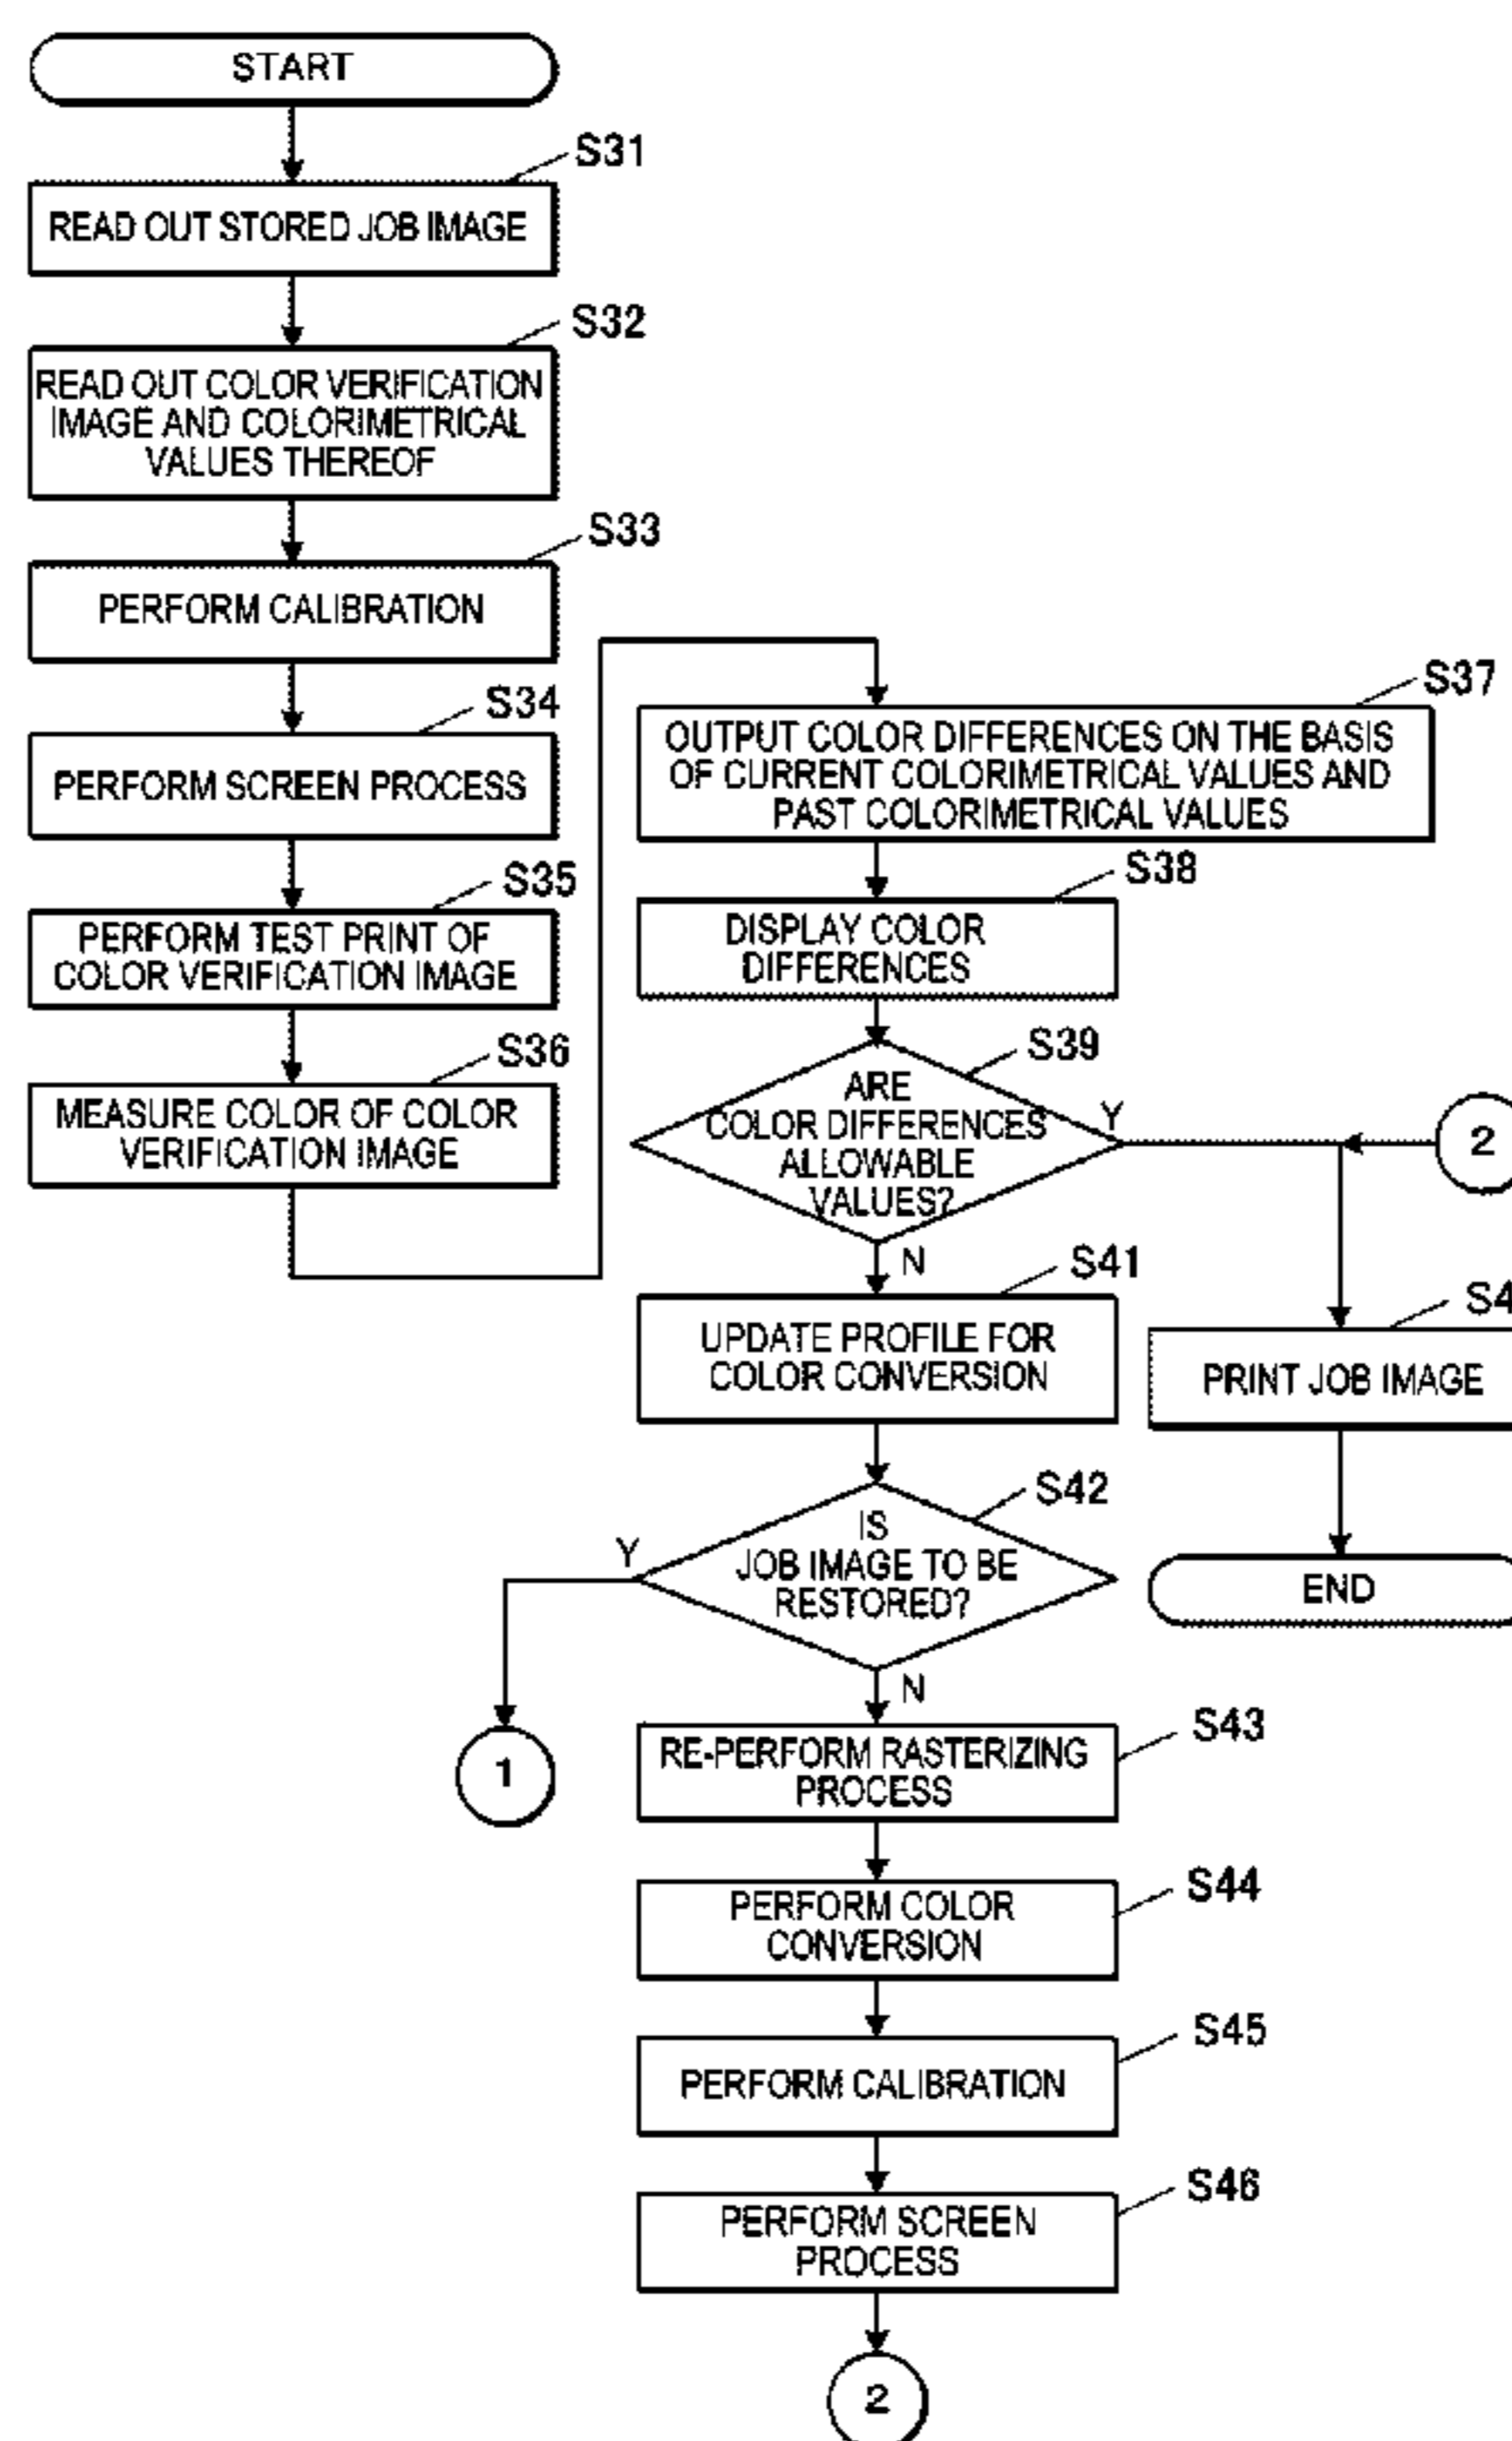 START
S31
READ OUT STORED JOB IMAGE
S32
READ OUT COLOR VERIFICATION
IMAGE AND COLORIMETRICAL
VALUES THEREOF
S33
PERFORM CALIBRATION
S34
PERFORM SCREEN PROCESS
S35
PERFORM TEST PRINT OF
COLOR VERIFICATION IMAGE
S36
MEASURE COLOR OF COLOR
VERIFICATION IMAGE
S37
OUTPUT COLOR DIFFERENCES ON THE BASIS
OF CURRENT COLORIMETRICAL VALUES AND
PAST COLORIMETRICAL VALUES
S38
DISPLAY COLOR
DIFFERENCES
S39
ARE
COLOR DIFFERENCES
ALLOWABLE
VALUES?
Y
2
N
S41
UPDATE PROFILE FOR
COLOR CONVERSION
S4
PRINT JOB IMAGE
END
S42
IS
JOB IMAGE TO BE
RESTORED?
Y
1
N
S43
RE-PERFORM RASTERIZING
PROCESS
S44
PERFORM COLOR
CONVERSION
S45
PERFORM CALIBRATION
S46
PERFORM SCREEN
PROCESS
2